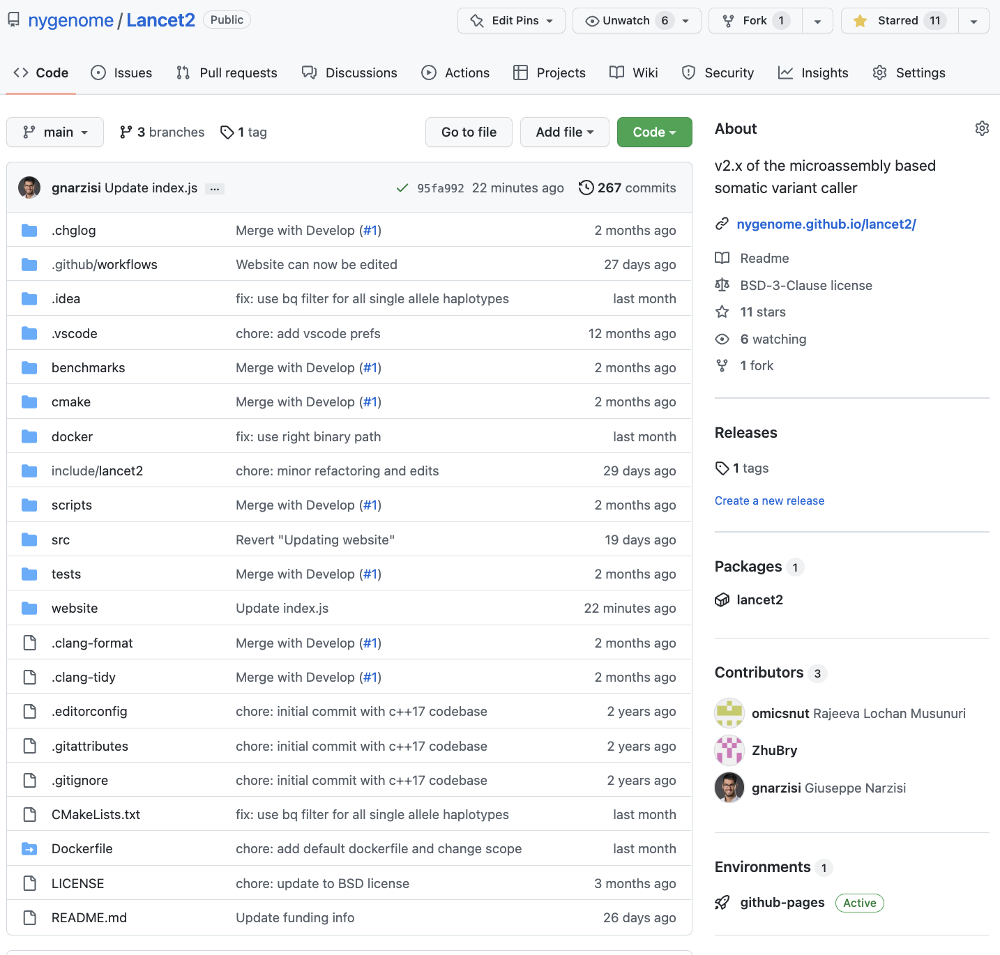 nygenome / Lancet2 Public
Edit Pins Unwatch 6 Fork 1 Starred 11
Code Issues Pull requests Discussions Actions Projects Wiki Security Insights Settings
main 3 branches 1 tag Go to file Add file Code
gnarzisi Update index.js ... 95fa992 22 minutes ago 267 commits
.chglog Merge with Develop (#1) 2 months ago
.github/workflows Website can now be edited 27 days ago
.idea fix: use bq filter for all single allele haplotypes last month
.vscode chore: add vscode prefs 12 months ago
benchmarks Merge with Develop (#1) 2 months ago
cmake Merge with Develop (#1) 2 months ago
docker fix: use right binary path last month
include/lancet2 chore: minor refactoring and edits 29 days ago
scripts Merge with Develop (#1) 2 months ago
src Revert "Updating website" 19 days ago
tests Merge with Develop (#1) 2 months ago
website Update index.js 22 minutes ago
.clang-format Merge with Develop (#1) 2 months ago
.clang-tidy Merge with Develop (#1) 2 months ago
.editorconfig chore: initial commit with c++17 codebase 2 years ago
.gitattributes chore: initial commit with c++17 codebase 2 years ago
.gitignore chore: initial commit with c++17 codebase 2 years ago
CMakeLists.txt fix: use bq filter for all single allele haplotypes last month
Dockerfile chore: add default dockerfile and change scope last month
LICENSE chore: update to BSD license 3 months ago
README.md Update funding info 26 days ago
About
v2.x of the microassembly based
somatic variant caller
nygenome.github.io/lancet2/
Readme
BSD-3-Clause license
11 stars
6 watching
1 fork
Releases
1 tags
Create a new release
Packages 1
lancet2
Contributors 3
omicsnut Rajeeva Lochan Musunuri
ZhuBry
gnarzisi Giuseppe Narzisi
Environments 1
github-pages Active